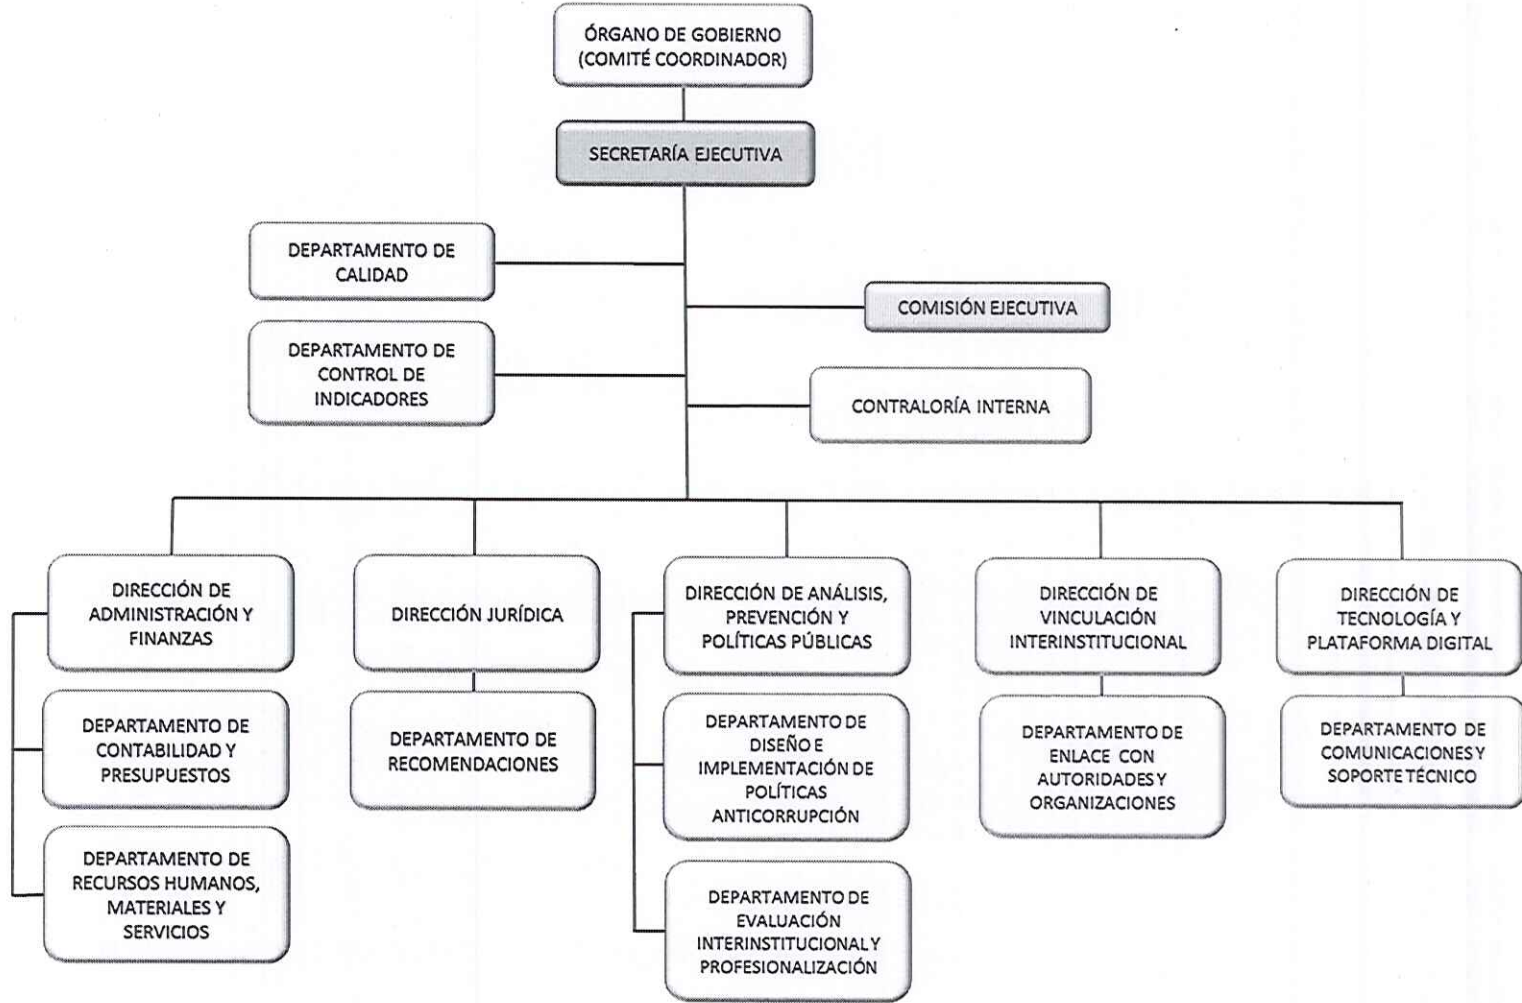 ÓRGANO DE GOBIERNO
(COMITÉ COORDINADOR)
SECRETARÍA EJECUTIVA
DEPARTAMENTO DE
CALIDAD
COMISIÓN EJECUTIVA
DEPARTAMENTO DE
CONTROL DE
INDICADORES
CONTRALORÍA INTERNA
DIRECCIÓN DE
ADMINISTRACIÓN Y
FINANZAS
DEPARTAMENTO DE
CONTABILIDAD Y
PRESUPUESTOS
DEPARTAMENTO DE
RECURSOS HUMANOS,
MATERIALES Y
SERVICIOS
DIRECCIÓN JURÍDICA
DEPARTAMENTO DE
RECOMENDACIONES
DIRECCIÓN DE ANÁLISIS,
PREVENCIÓN Y
POLÍTICAS PÚBLICAS
DEPARTAMENTO DE
DISEÑO E
IMPLEMENTACIÓN DE
POLÍTICAS
ANTICORRUPCIÓN
DEPARTAMENTO DE
EVALUACIÓN
INTERINSTITUCIONAL Y
PROFESIONALIZACIÓN
DIRECCIÓN DE
VINCULACIÓN
INTERINSTITUCIONAL
DEPARTAMENTO DE
ENLACE CON
AUTORIDADES Y
ORGANIZACIONES
DIRECCIÓN DE
TECNOLOGÍA Y
PLATAFORMA DIGITAL
DEPARTAMENTO DE
COMUNICACIONES Y
SOPORTE TÉCNICO